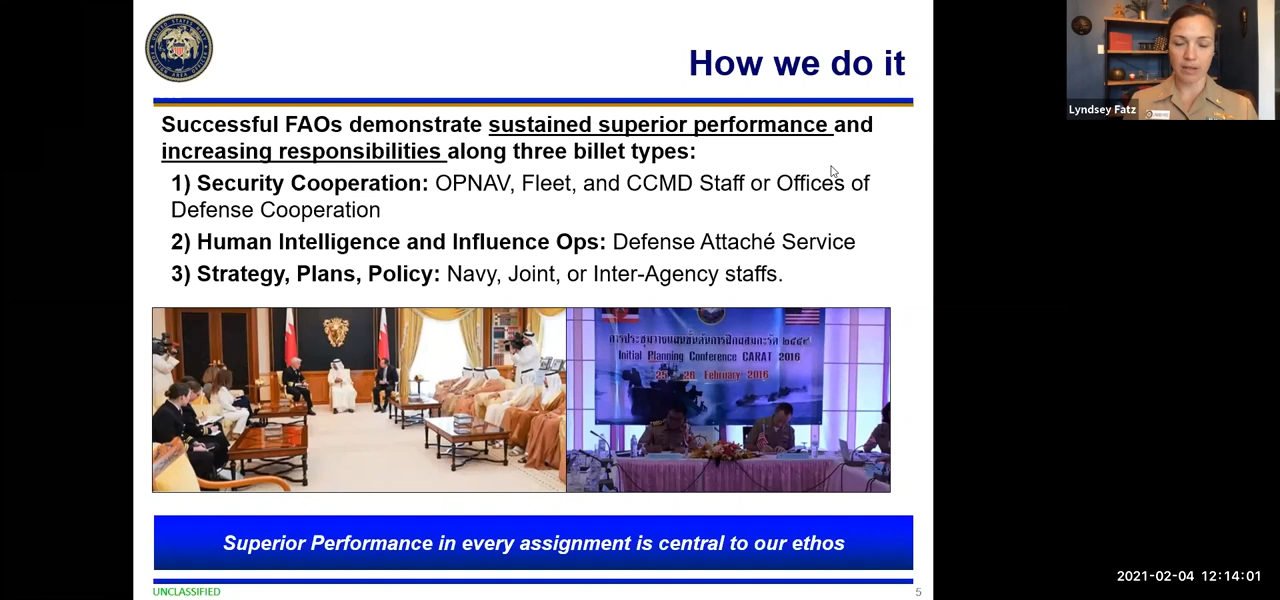 How we do it
Successful FAOs demonstrate sustained superior performance and
increasing responsibilities along three billet types:
1) Security Cooperation: OPNAV, Fleet, and CCMD Staff or Offices of
Defense Cooperation
2) Human Intelligence and Influence Ops: Defense Attaché Service
3) Strategy, Plans, Policy: Navy, Joint, or Inter-Agency staffs.
Initial Planning Conference CARAT 2016
February 2016
Superior Performance in every assignment is central to our ethos
UNCLASSIFIED
5
Lyndsey Fatz
2021-02-04 12:14:01